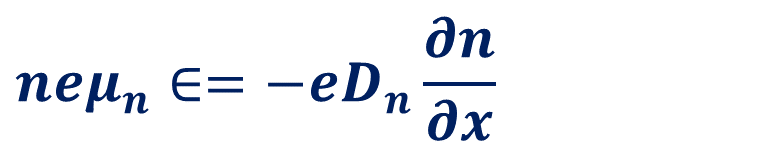 neμₙ ∈= −eDₙ ∂n/∂x